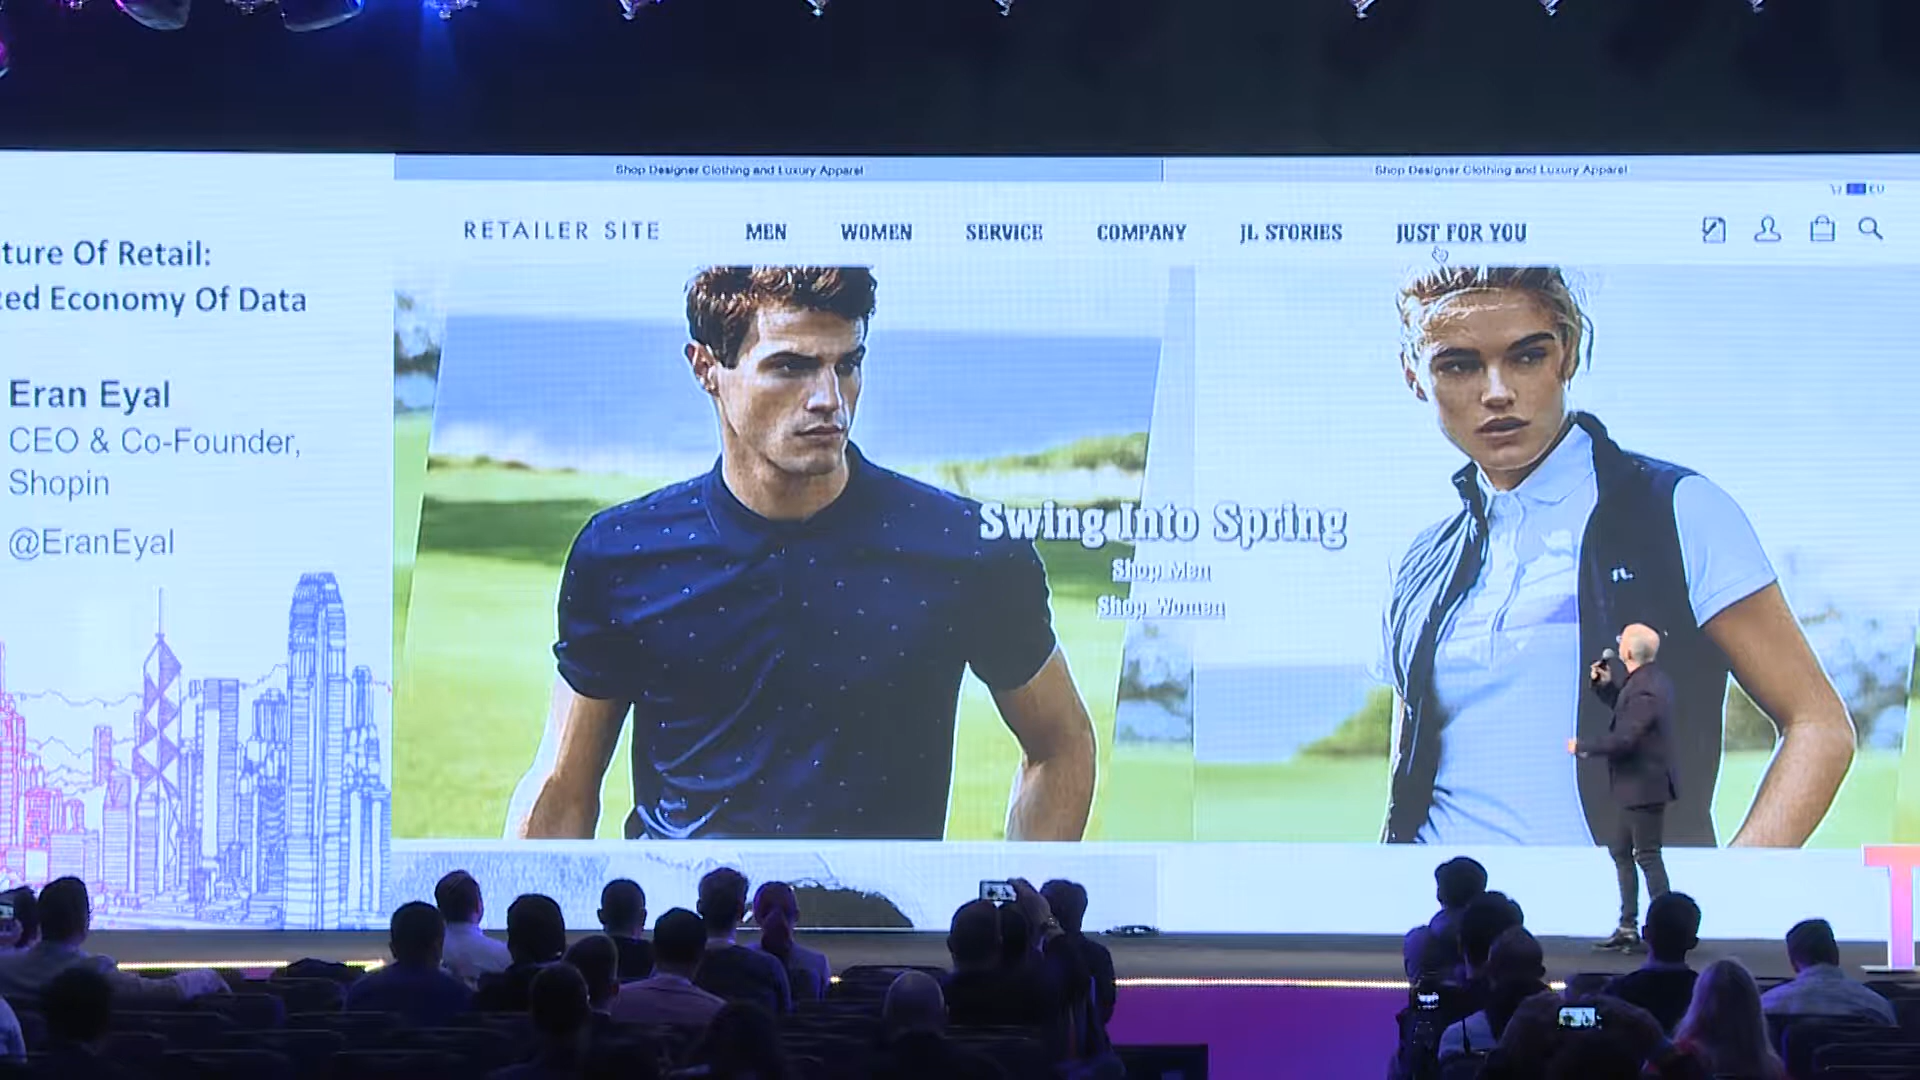 ture Of Retail:
ed Economy Of Data
Eran Eyal
CEO & Co-Founder,
Shopin
@EranEyal
Shop Designer Clothing and Luxury Apparel
Shop Designer Clothing and Luxury Apparel
EU
RETAILER SITE
MEN
WOMEN
SERVICE
COMPANY
JL STORIES
JUST FOR YOU
Swing Into Spring
Shop Men
Shop Women
T